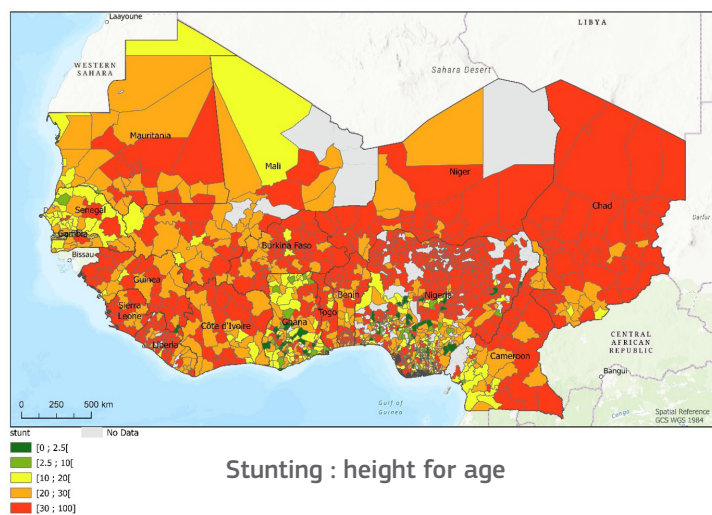 Laayoune
LIBYA
WESTERN
SAHARA
Sahara Desert
Mauritania
Mali
Niger
Chad
Senegal
Gambia
Darfur
Bissau
Burkina Faso
Guinea
Benin
Nigeria
Sierra
Leone
Côte d'Ivoire
Ghana
Togo
Liberia
Cameroon
CENTRAL
AFRICAN
REPUBLIC
Bangui
Gulf of
Guinea
Congo
0 250 500 km
Spatial Reference
GCS WGS 1984
stunt
No Data
[0 ; 2.5[
[2.5 ; 10[
[10 ; 20[
[20 ; 30[
[30 ; 100]
Stunting : height for age